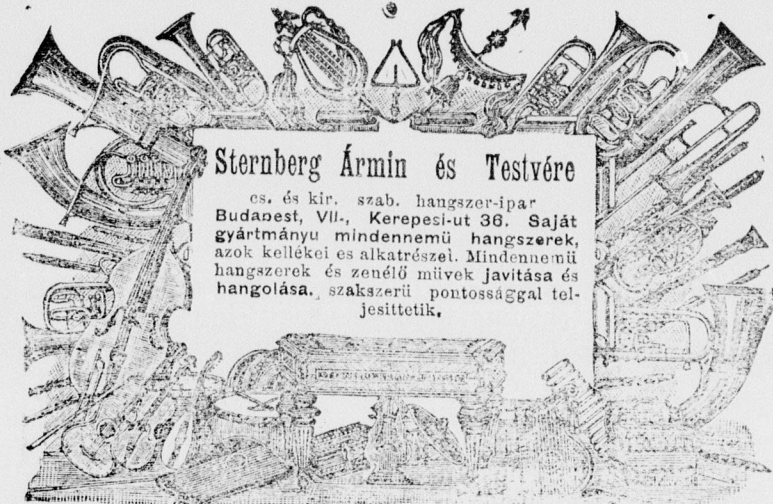 Sternberg Ármin és Testvére
cs. és kir. szab. hangszer-ipar
Budapest, VII., Kerepesi-ut 36. Saját
gyártmányu mindennemü hangszerek,
azok kellékei es alkatrészei. Mindennemü
hangszerek és zenélő müvek javitása és
hangolása, szakszerü pontossággal tel-
jesittetik.